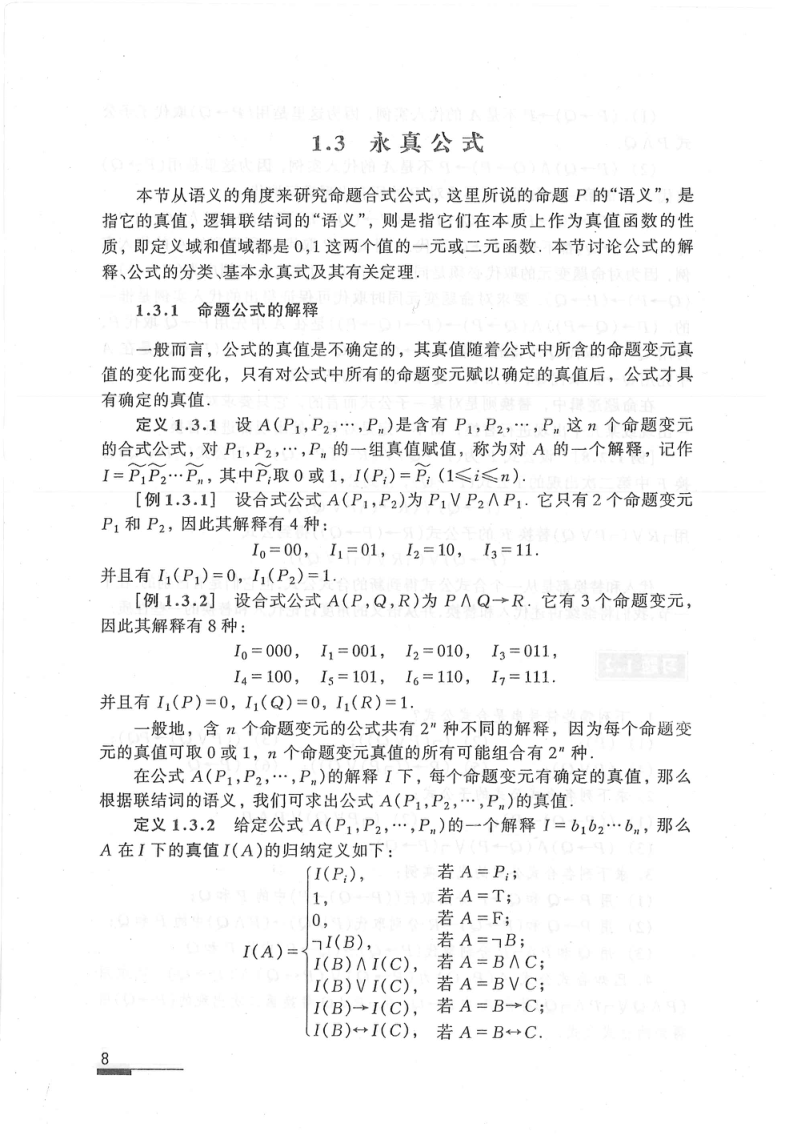 1.3 永真公式
本节从语义的角度来研究命题合式公式，这里所说的命题 P 的“语义”，是
指它的真值，逻辑联结词的“语义”，则是指它们在本质上作为真值函数的性
质，即定义域和值域都是 0,1 这两个值的一元或二元函数. 本节讨论公式的解
释、公式的分类、基本永真式及其有关定理.
1.3.1 命题公式的解释
一般而言，公式的真值是不确定的，其真值随着公式中所含的命题变元真
值的变化而变化，只有对公式中所有的命题变元赋以确定的真值后，公式才具
有确定的真值.
定义 1.3.1 设 A(P₁,P₂,⋯,Pₙ)是含有 P₁,P₂,⋯,Pₙ 这 n 个命题变元
的合式公式，对 P₁,P₂,⋯,Pₙ 的一组真值赋值，称为对 A 的一个解释，记作
I=P̃₁P̃₂⋯P̃ₙ，其中P̃ᵢ取 0 或 1，I(Pᵢ)=P̃ᵢ (1≤i≤n).
[例 1.3.1] 设合式公式 A(P₁,P₂)为 P₁∨P₂∧P₁. 它只有 2 个命题变元
P₁ 和 P₂，因此其解释有 4 种：
I₀=00, I₁=01, I₂=10, I₃=11.
并且有 I₁(P₁)=0, I₁(P₂)=1.
[例 1.3.2] 设合式公式 A(P,Q,R)为 P∧Q→R. 它有 3 个命题变元，
因此其解释有 8 种：
I₀=000, I₁=001, I₂=010, I₃=011,
I₄=100, I₅=101, I₆=110, I₇=111.
并且有 I₁(P)=0, I₁(Q)=0, I₁(R)=1.
一般地，含 n 个命题变元的公式共有 2ⁿ 种不同的解释，因为每个命题变
元的真值可取 0 或 1，n 个命题变元真值的所有可能组合有 2ⁿ 种.
在公式 A(P₁,P₂,⋯,Pₙ)的解释 I 下，每个命题变元有确定的真值，那么
根据联结词的语义，我们可求出公式 A(P₁,P₂,⋯,Pₙ)的真值.
定义 1.3.2 给定公式 A(P₁,P₂,⋯,Pₙ)的一个解释 I=b₁b₂⋯bₙ，那么
A 在 I 下的真值 I(A)的归纳定义如下：
I(Pᵢ), 若 A=Pᵢ;
1, 若 A=T;
0, 若 A=F;
I(A)= ¬I(B), 若 A=¬B;
I(B)∧I(C), 若 A=B∧C;
I(B)∨I(C), 若 A=B∨C;
I(B)→I(C), 若 A=B→C;
I(B)↔I(C), 若 A=B↔C.
8